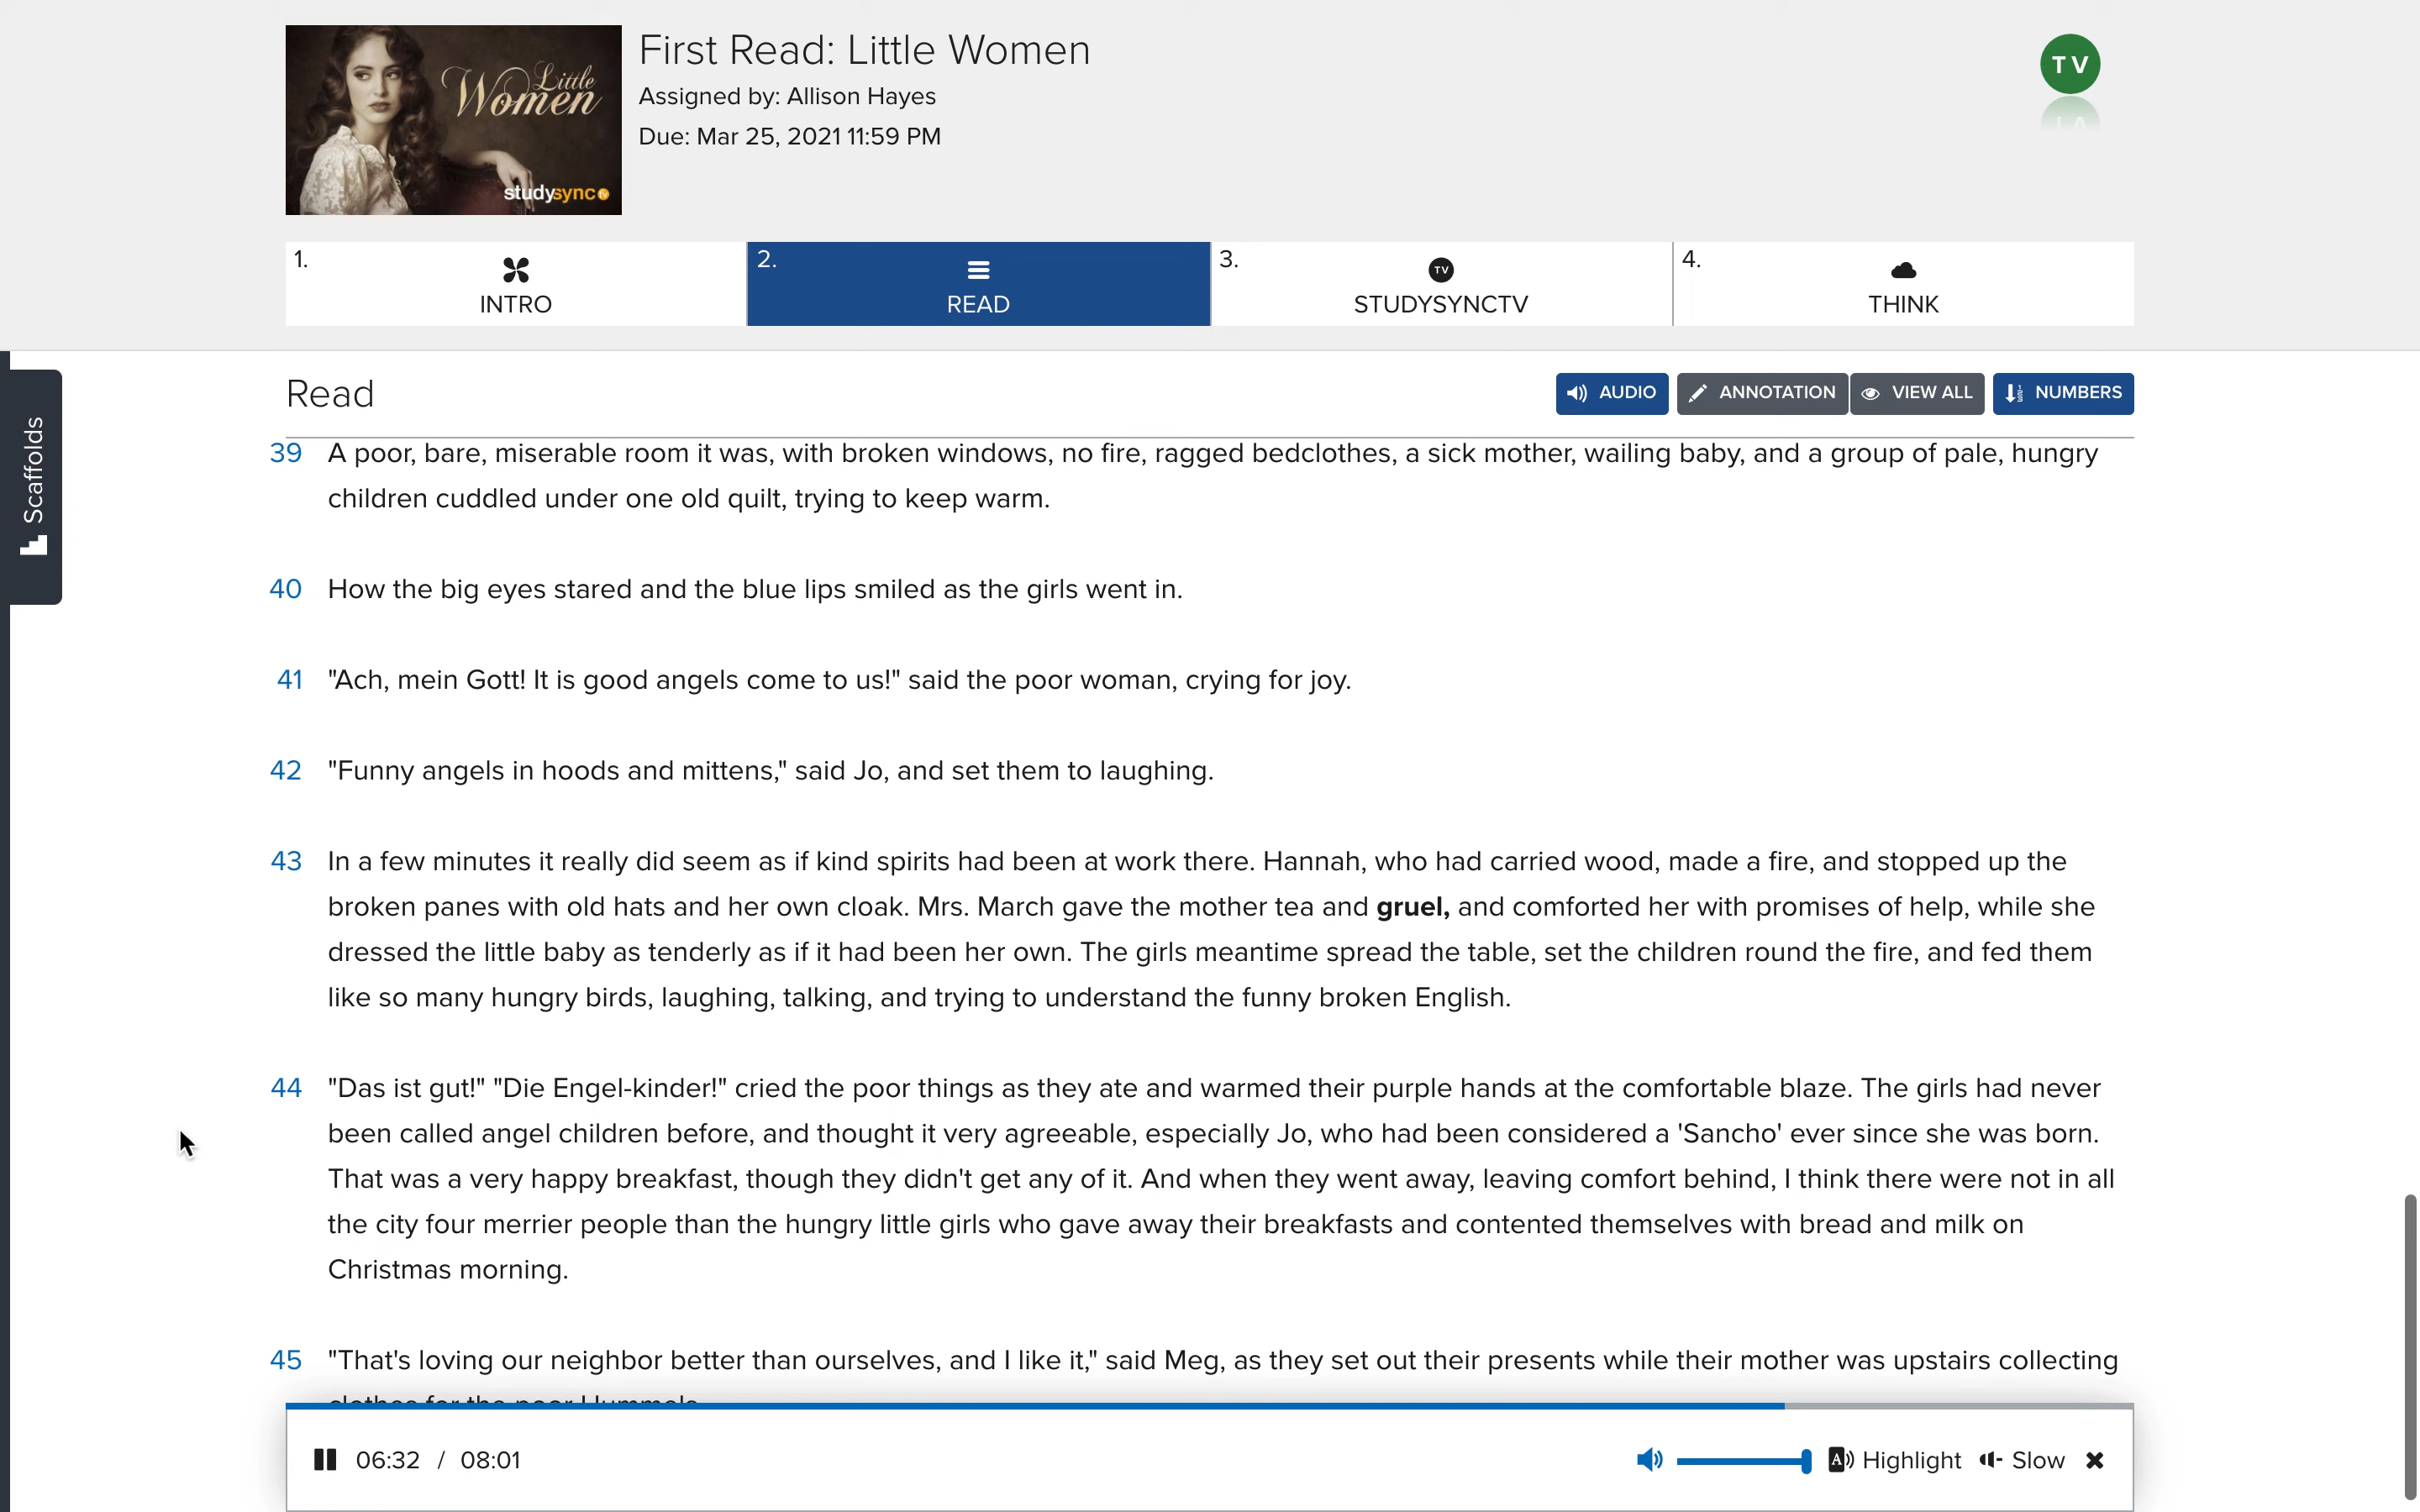 Little
Women
studysync
First Read: Little Women
Assigned by: Allison Hayes
Due: Mar 25, 2021 11:59 PM
TV
1.
INTRO
2.
READ
3.
TV
STUDYSYNCTV
4.
THINK
Scaffolds
Read
AUDIO
ANNOTATION
VIEW ALL
NUMBERS
39 A poor, bare, miserable room it was, with broken windows, no fire, ragged bedclothes, a sick mother, wailing baby, and a group of pale, hungry
children cuddled under one old quilt, trying to keep warm.
40 How the big eyes stared and the blue lips smiled as the girls went in.
41 "Ach, mein Gott! It is good angels come to us!" said the poor woman, crying for joy.
42 "Funny angels in hoods and mittens," said Jo, and set them to laughing.
43 In a few minutes it really did seem as if kind spirits had been at work there. Hannah, who had carried wood, made a fire, and stopped up the
broken panes with old hats and her own cloak. Mrs. March gave the mother tea and gruel, and comforted her with promises of help, while she
dressed the little baby as tenderly as if it had been her own. The girls meantime spread the table, set the children round the fire, and fed them
like so many hungry birds, laughing, talking, and trying to understand the funny broken English.
44 "Das ist gut!" "Die Engel-kinder!" cried the poor things as they ate and warmed their purple hands at the comfortable blaze. The girls had never
been called angel children before, and thought it very agreeable, especially Jo, who had been considered a 'Sancho' ever since she was born.
That was a very happy breakfast, though they didn't get any of it. And when they went away, leaving comfort behind, I think there were not in all
the city four merrier people than the hungry little girls who gave away their breakfasts and contented themselves with bread and milk on
Christmas morning.
45 "That's loving our neighbor better than ourselves, and I like it," said Meg, as they set out their presents while their mother was upstairs collecting
clothes for the poor Hummels.
06:32 / 08:01
A
Highlight
Slow